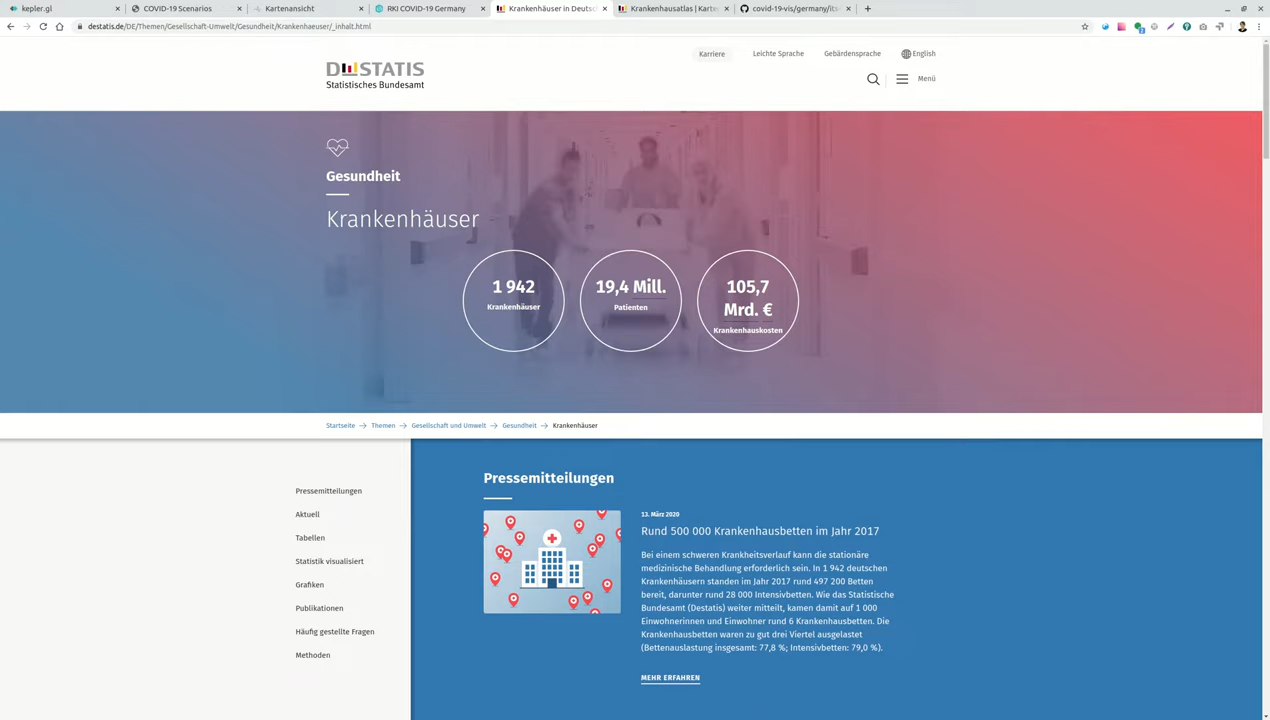 kepler.gl
COVID-19 Scenarios
Kartenansicht
RKI COVID-19 Germany
Krankenhäuser in Deutsc
Krankenhausatlas | Karte
covid-19-vis/germany/its
destatis.de/DE/Themen/Gesellschaft-Umwelt/Gesundheit/Krankenhaeuser/_inhalt.html
Karriere
Leichte Sprache
Gebärdensprache
English
STATIS
Statistisches Bundesamt
Menü
Gesundheit
Krankenhäuser
1 942
Krankenhäuser
19,4 Mill.
Patienten
105,7
Mrd. €
Krankenhauskosten
Startseite → Themen → Gesellschaft und Umwelt → Gesundheit → Krankenhäuser
Pressemitteilungen
Aktuell
Tabellen
Statistik visualisiert
Grafiken
Publikationen
Häufig gestellte Fragen
Methoden
Pressemitteilungen
13. März 2020
Rund 500 000 Krankenhausbetten im Jahr 2017
Bei einem schweren Krankheitsverlauf kann die stationäre
medizinische Behandlung erforderlich sein. In 1 942 deutschen
Krankenhäusern standen im Jahr 2017 rund 497 200 Betten
bereit, darunter rund 28 000 Intensivbetten. Wie das Statistische
Bundesamt (Destatis) weiter mitteilt, kamen damit auf 1 000
Einwohnerinnen und Einwohner rund 6 Krankenhausbetten. Die
Krankenhausbetten waren zu gut drei Viertel ausgelastet
(Bettenauslastung insgesamt: 77,8 %; Intensivbetten: 79,0 %).
MEHR ERFAHREN